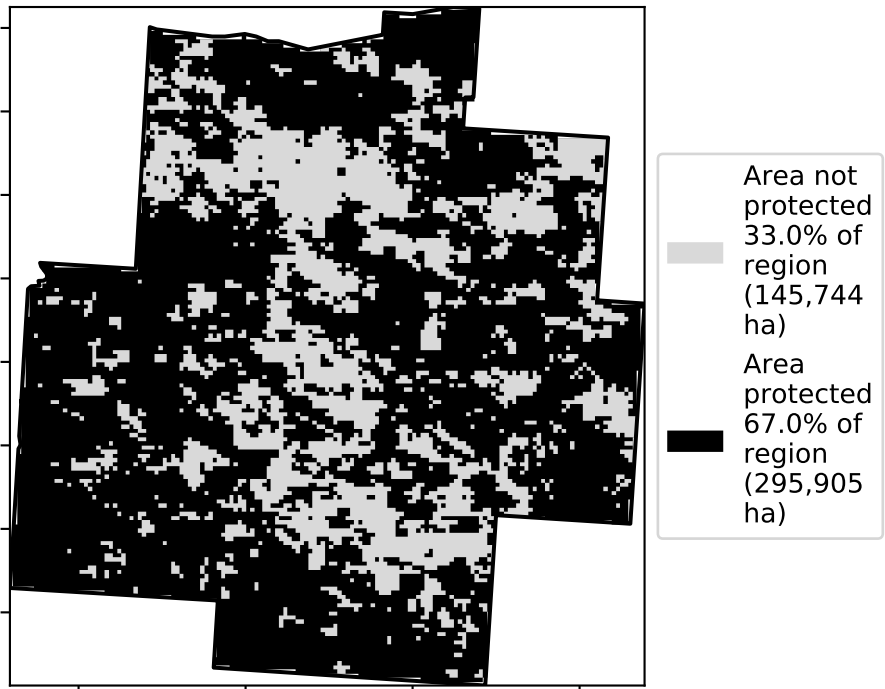 Area not
protected
33.0% of
region
(145,744
ha)
Area
protected
67.0% of
region
(295,905
ha)